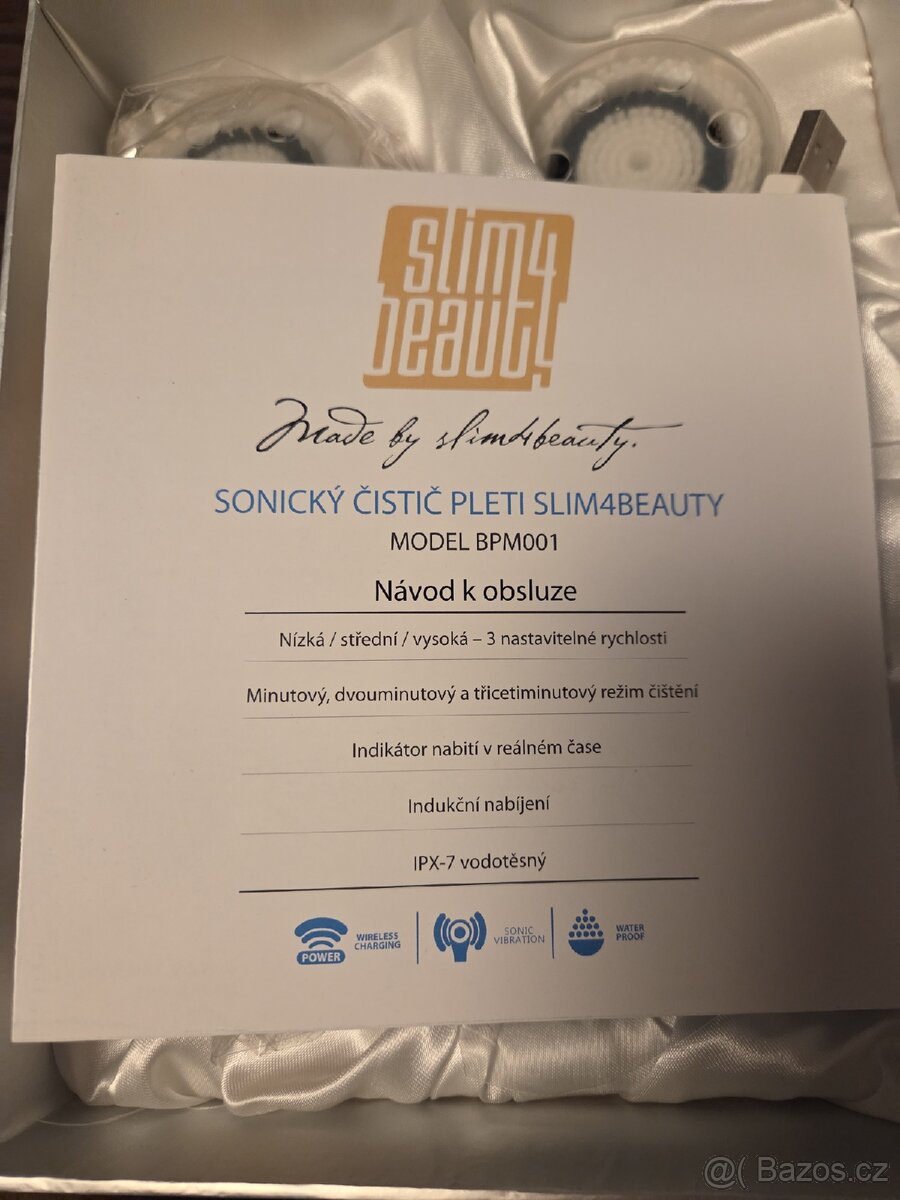 slim4
beauty
Made by slim4beauty.
SONICKÝ ČISTIČ PLETI SLIM4BEAUTY
MODEL BPM001
Návod k obsluze
Nízká / střední / vysoká – 3 nastavitelné rychlosti
Minutový, dvouminutový a třicetiminutový režim čištění
Indikátor nabití v reálném čase
Indukční nabíjení
IPX-7 vodotěsný
POWER
WIRELESS
CHARGING
SONIC
VIBRATION
WATER
PROOF
@( Bazos.cz